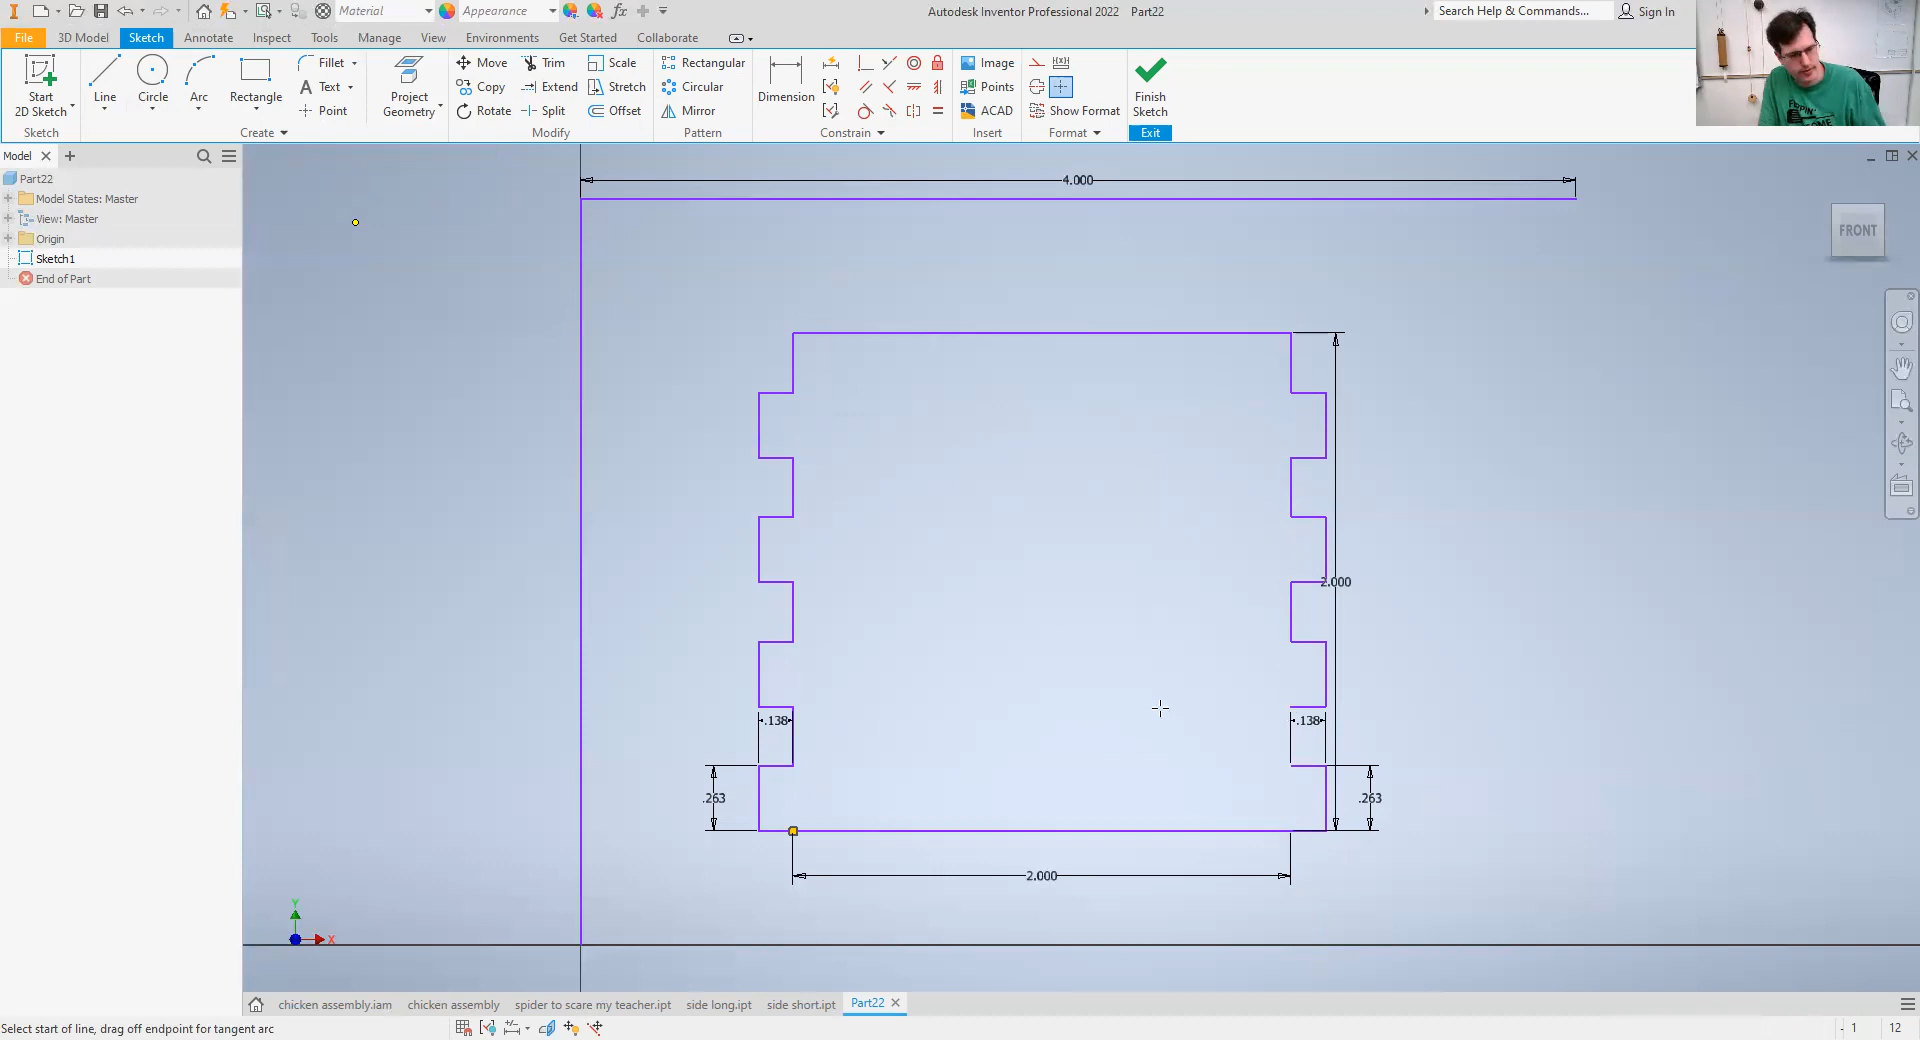 Material Appearance fx Autodesk Inventor Professional 2022 Part22 Search Help & Commands... Sign In
File 3D Model Sketch Annotate Inspect Tools Manage View Environments Get Started Collaborate
Start 2D Sketch Line Circle Arc Rectangle Fillet Text Point Project Geometry Move Copy Rotate Trim Extend Split Scale Stretch Offset Rectangular Circular Mirror Dimension Image Points ACAD Show Format Finish Sketch
Sketch Create Modify Pattern Constrain Insert Format Exit
Model
Part22
Model States: Master
View: Master
Origin
Sketch1
End of Part
4.000
FRONT
2.000
.138
.138
.263
.263
2.000
Y
X
chicken assembly.iam chicken assembly spider to scare my teacher.ipt side long.ipt side short.ipt Part22
Select start of line, drag off endpoint for tangent arc 1 12